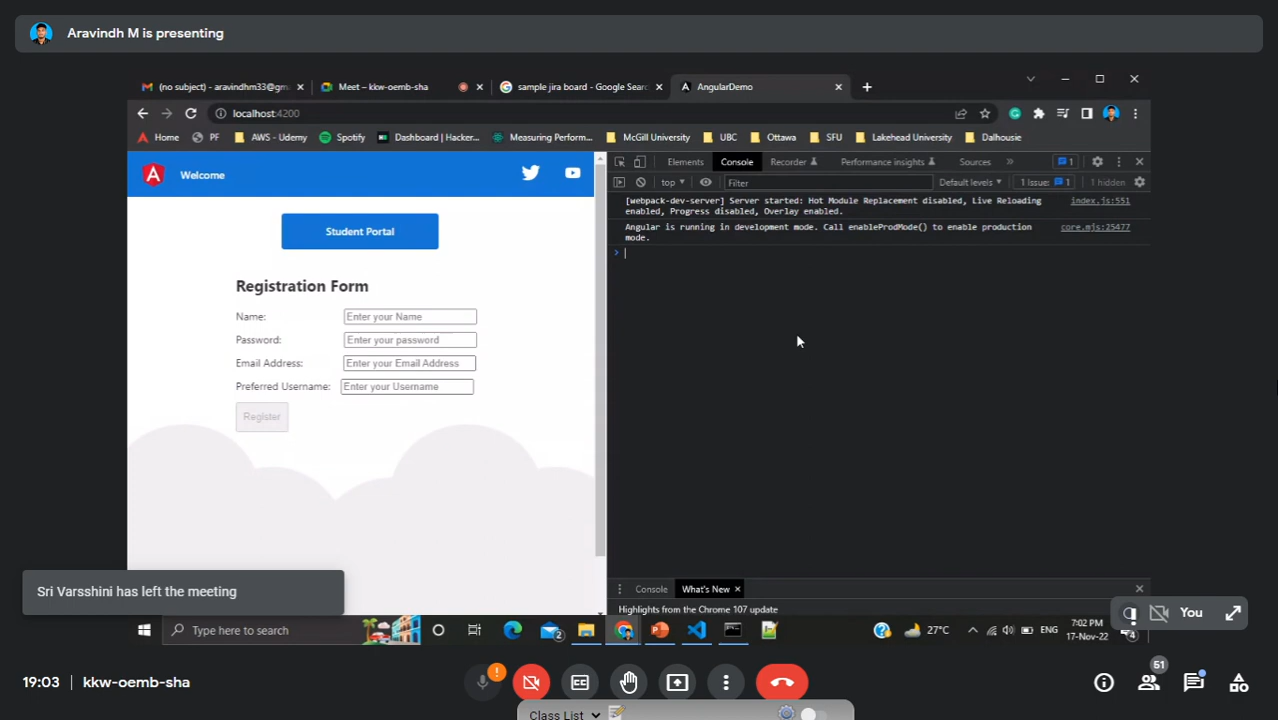 Aravindh M is presenting
(no subject) - aravindhm33@gm
Meet – kkw-oemb-sha
sample jira board - Google Sear
AngularDemo
localhost:4200
Home
PF
AWS - Udemy
Spotify
Dashboard | Hacker...
Measuring Perform...
McGill University
UBC
Ottawa
SFU
Lakehead University
Dalhousie
Welcome
Student Portal
Registration Form
Name:
Enter your Name
Password:
Enter your password
Email Address:
Enter your Email Address
Preferred Username:
Enter your Username
Register
Elements
Console
Recorder
Performance insights
Sources
1
top
Filter
Default levels
1 Issue:
1
1 hidden
[webpack-dev-server] Server started: Hot Module Replacement disabled, Live Reloading
enabled, Progress disabled, Overlay enabled.
index.js:551
Angular is running in development mode. Call enableProdMode() to enable production
mode.
core.mjs:25477
Console
What's New
Highlights from the Chrome 107 update
Sri Varsshini has left the meeting
You
Type here to search
2
27°C
ENG
7:02 PM
17-Nov-22
4
19:03 | kkw-oemb-sha
51
Class List